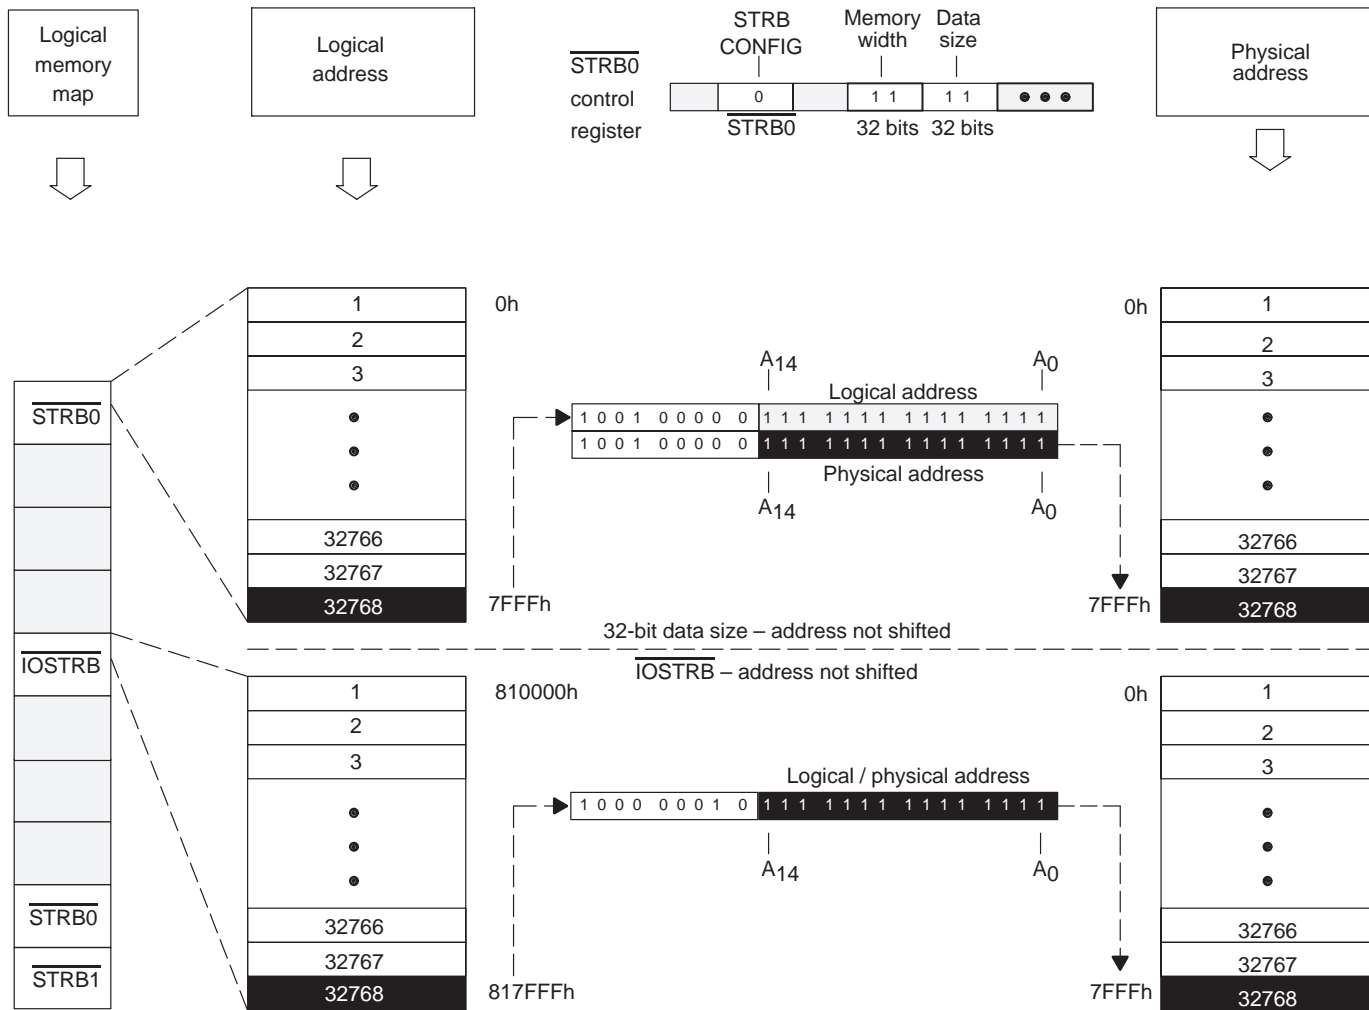 Logical memory map
Logical address
STRB0 control register
STRB CONFIG
Memory width
Data size
0
1 1
1 1
STRB0
32 bits
32 bits
Physical address
STRB0
IOSTRB
STRB0
STRB1
1
2
3
32766
32767
32768
0h
7FFFh
A14
A0
Logical address
1 0 0 1 0 0 0 0 0 1 1 1 1 1 1 1 1 1 1 1 1 1 1 1
1 0 0 1 0 0 0 0 0 1 1 1 1 1 1 1 1 1 1 1 1 1 1 1
Physical address
A14
A0
0h
7FFFh
1
2
3
32766
32767
32768
32-bit data size – address not shifted
IOSTRB – address not shifted
1
2
3
32766
32767
32768
810000h
817FFFh
Logical / physical address
1 0 0 0 0 0 0 1 0 1 1 1 1 1 1 1 1 1 1 1 1 1 1 1
A14
A0
0h
7FFFh
1
2
3
32766
32767
32768